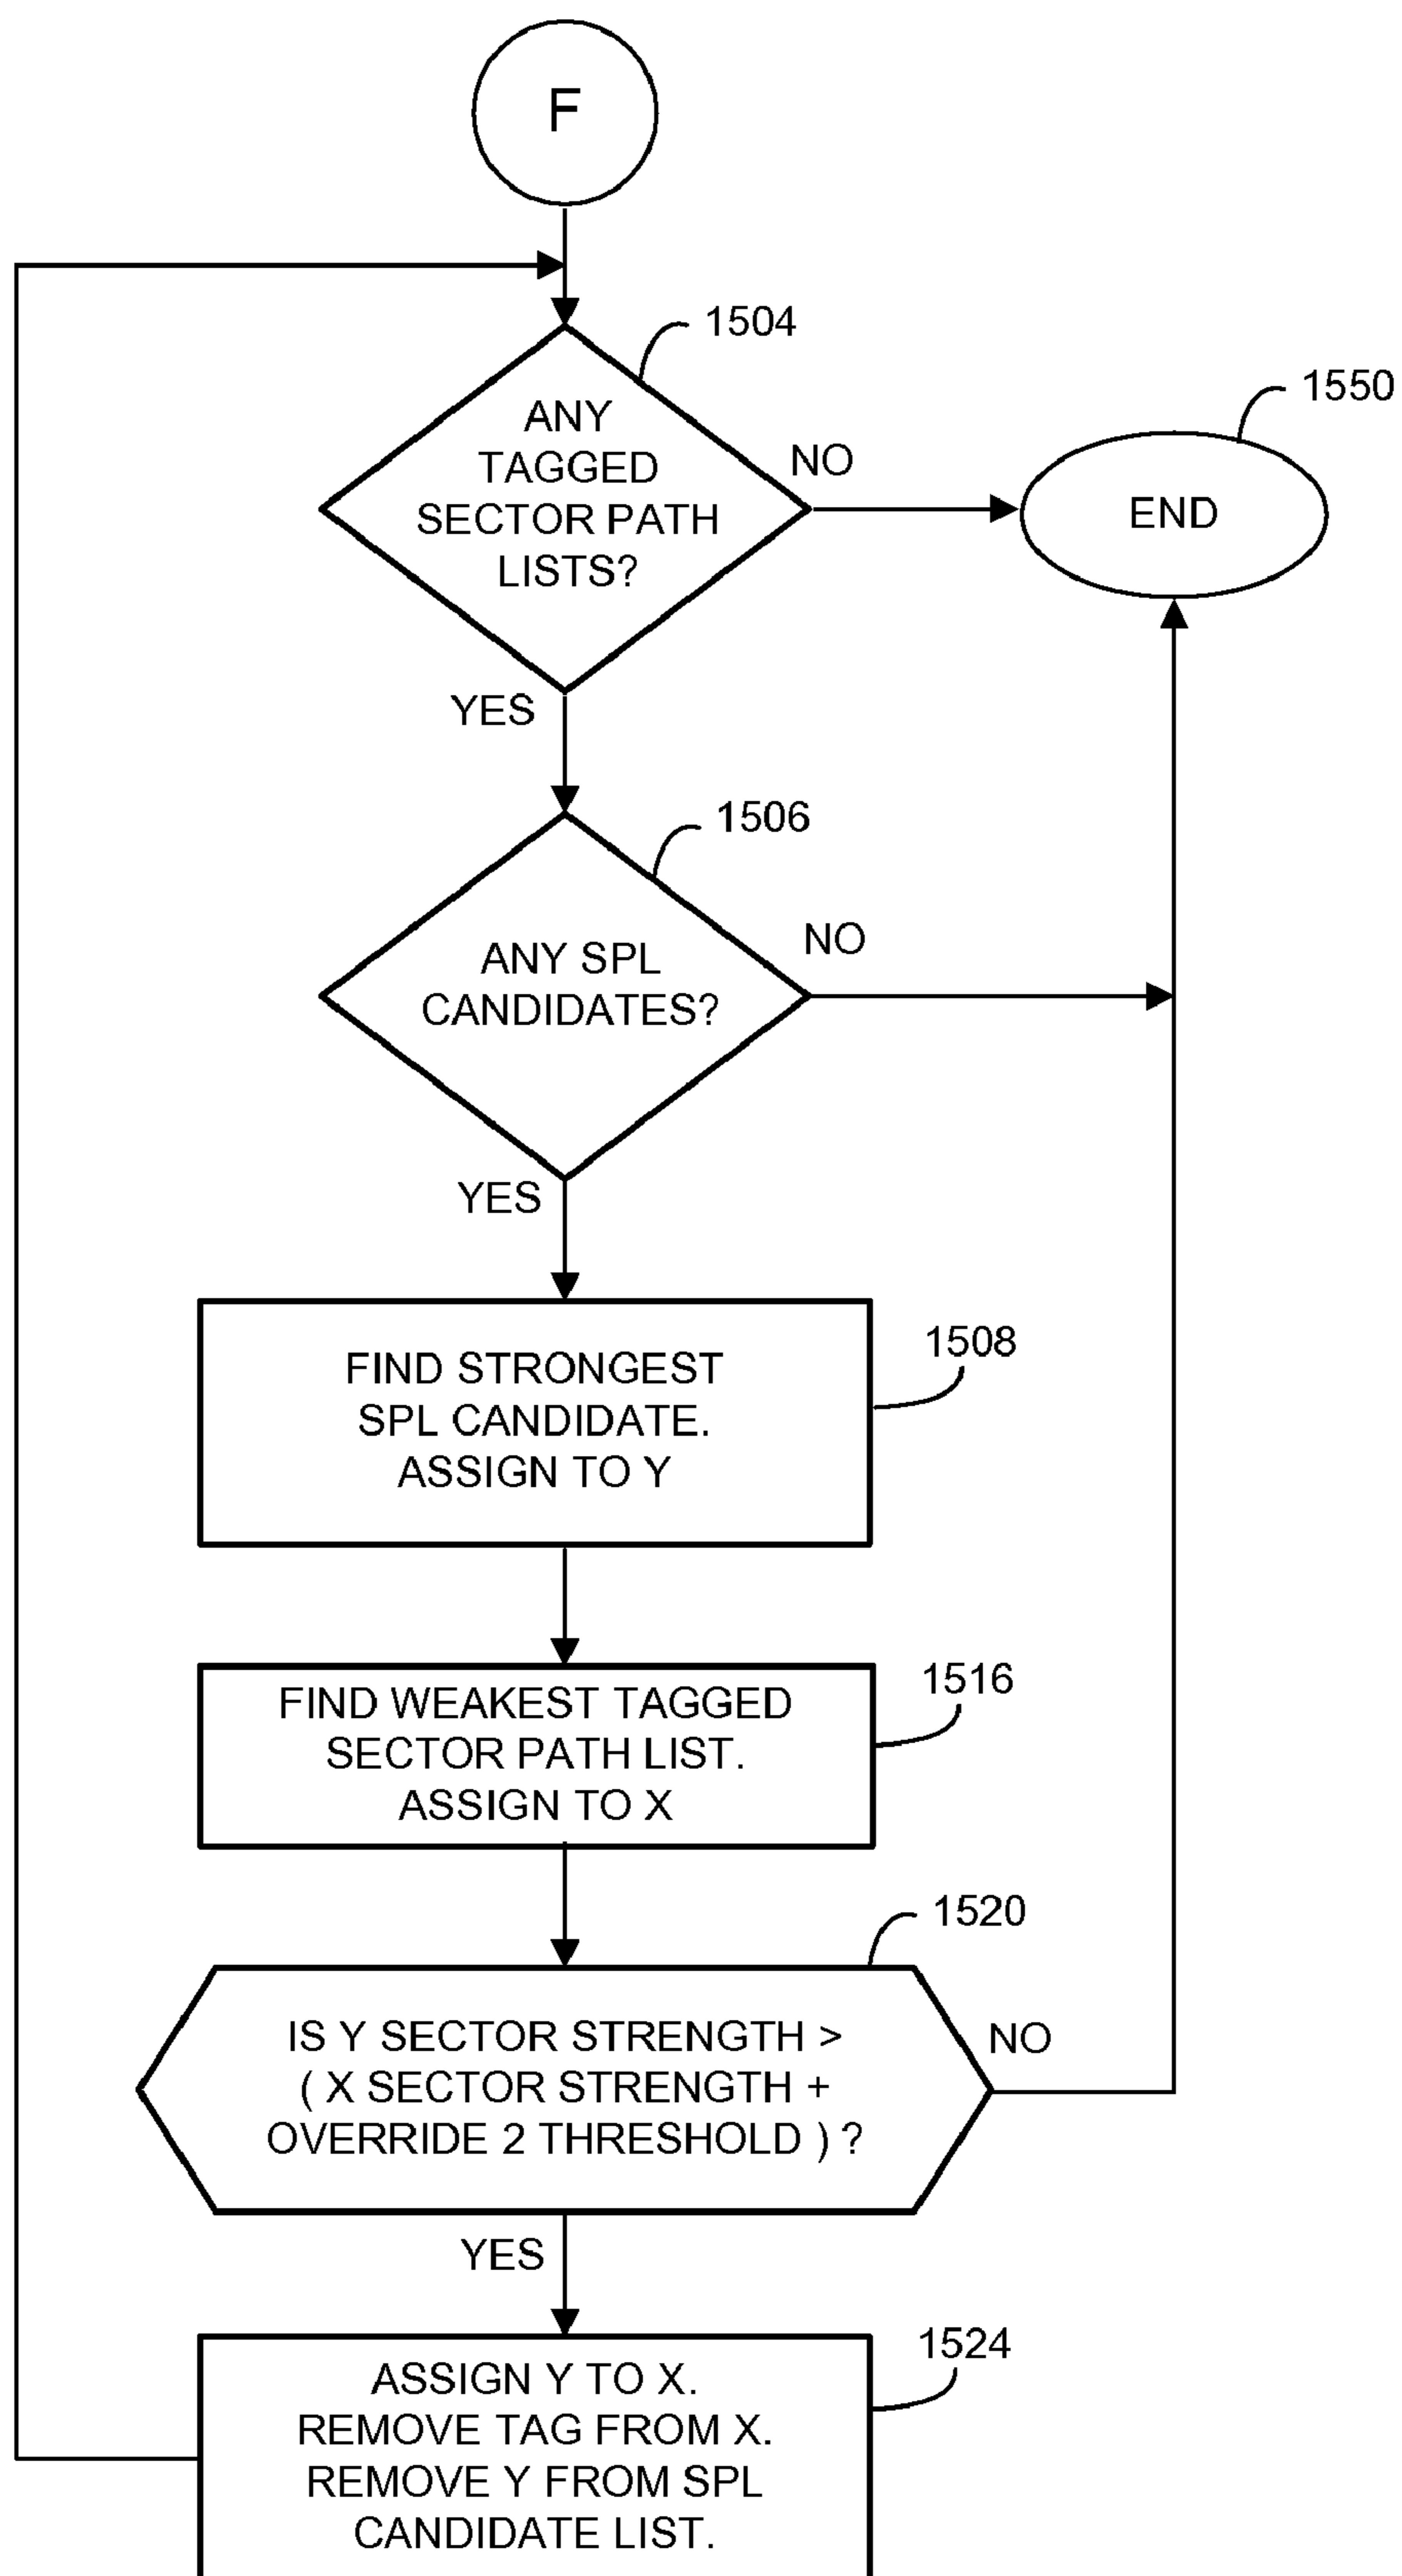 F
1504
1550
ANY
TAGGED
SECTOR PATH
LISTS?
NO
END
YES
1506
ANY SPL
CANDIDATES?
NO
YES
1508
FIND STRONGEST
SPL CANDIDATE.
ASSIGN TO Y
1516
FIND WEAKEST TAGGED
SECTOR PATH LIST.
ASSIGN TO X
1520
IS Y SECTOR STRENGTH >
( X SECTOR STRENGTH +
OVERRIDE 2 THRESHOLD ) ?
NO
YES
1524
ASSIGN Y TO X.
REMOVE TAG FROM X.
REMOVE Y FROM SPL
CANDIDATE LIST.